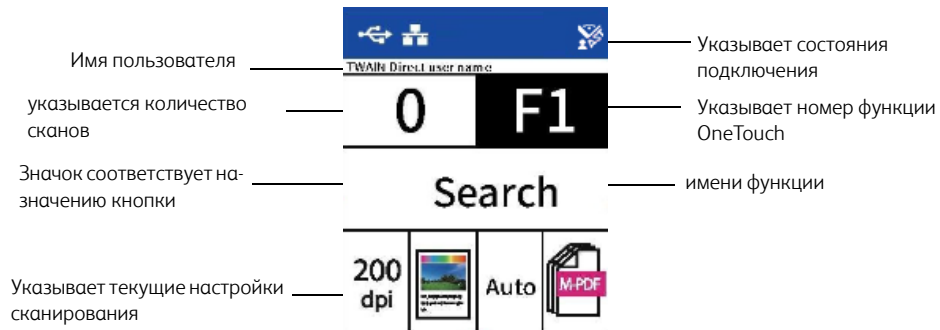 Имя пользователя
указывается количество
сканов
Значок соответствует на-
значению кнопки
Указывает текущие настройки
сканирования
TWAIN Direct user name
0 F1
Search
200
dpi
Auto
M-PDF
Указывает состояния
подключения
Указывает номер функции
OneTouch
имени функции